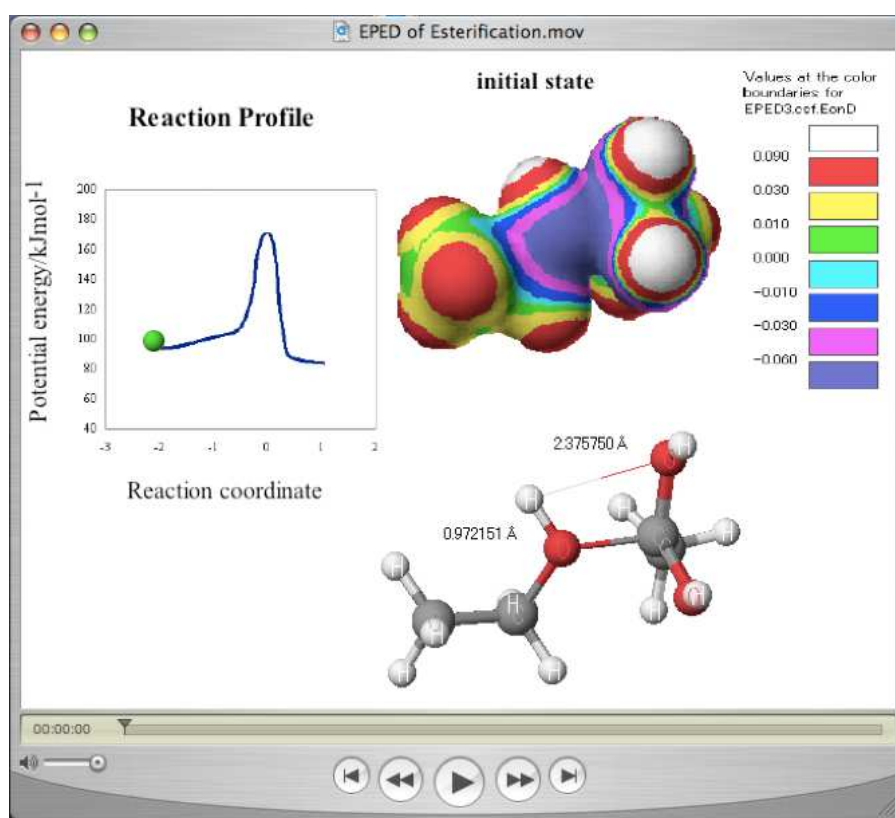 EPED of Esterification.mov
initial state
Reaction Profile
Values at the color
boundaries for
EPED3.cef.EonD
0.090
0.030
0.010
0.000
-0.010
-0.030
-0.060
Potential energy/kJmol-1
200
180
160
140
120
100
80
60
40
-3
-2
-1
0
1
2
Reaction coordinate
2.375750 Å
0.972151 Å
H
H
H
H
H
H
H
H
H
H
H
00:00:00